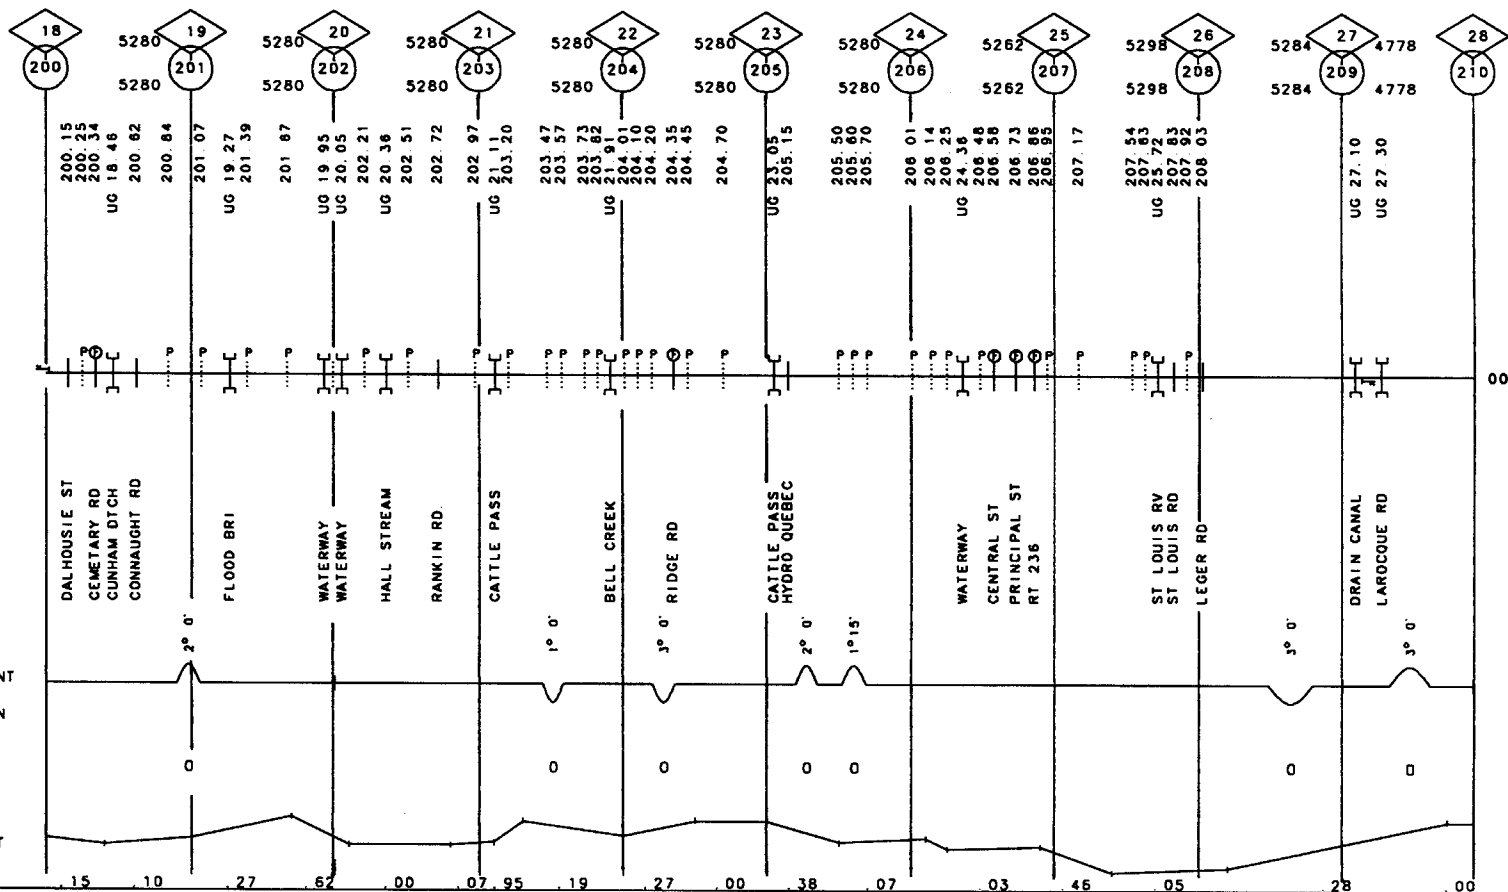 18 19 20 21 22 23 24 25 26 27 28
5280 5280 5280 5280 5280 5280 5262 5298 5284 4778
200 201 202 203 204 205 206 207 208 209 210
5280 5280 5280 5280 5280 5280 5262 5298 5284 4778
200.15
200.25
200.34
UG 18.46
200.62
200.84
201.07
UG 19.27
201.39
201.67
UG 19.95
UG 20.05
202.21
UG 20.36
202.51
202.72
202.97
UG 21.11
203.20
203.47
203.57
203.73
203.82
UG 21.91
204.01
204.10
204.20
204.35
204.45
204.70
UG 23.05
205.15
205.50
205.60
205.70
206.01
206.14
206.25
UG 24.36
206.48
206.58
206.73
206.86
206.95
207.17
207.54
207.63
UG 25.72
207.83
207.92
208.03
UG 27.10
UG 27.30
P P P P P P P P P P P P P P P P P P P P P P P P P P P P P P P P P P P
00
DALHOUSIE ST
CEMETARY RD
CUNHAM DTCH
CONNAUGHT RD
FLOOD BRI
WATERWAY
WATERWAY
HALL STREAM
RANKIN RD.
CATTLE PASS
BELL CREEK
RIDGE RD
CATTLE PASS
HYDRO QUEBEC
WATERWAY
CENTRAL ST
PRINCIPAL ST
RT 236
ST LOUIS RV
ST LOUIS RD
LEGER RD
DRAIN CANAL
LAROCQUE RD
2° 0' 1° 0' 3° 0' 2° 0' 1°15' 3° 0' 3° 0'
NT
N
0 0 0 0 0 0 0
T
.15 .10 .27 .62 .00 .07 .95 .19 .27 .00 .38 .07 .03 .46 .05 .28 .00